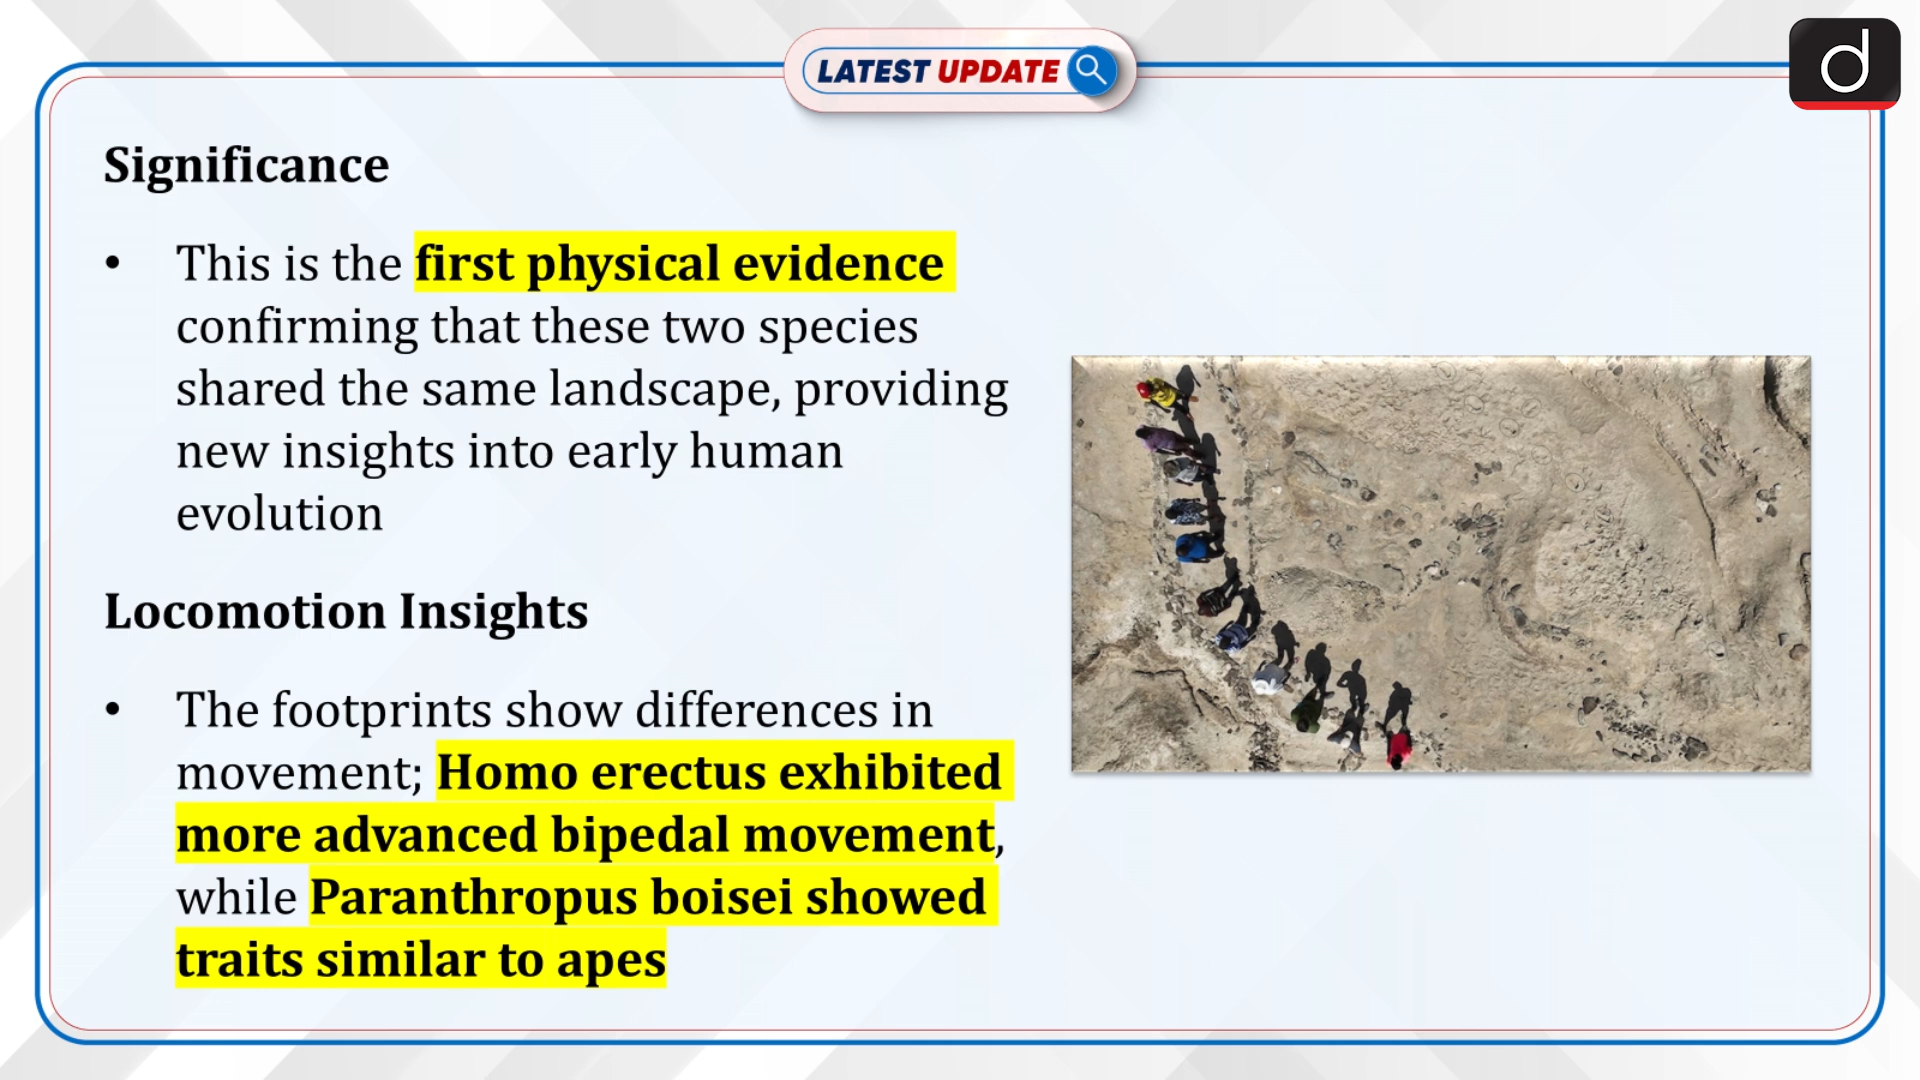 LATEST UPDATE
d
Significance
• This is the first physical evidence
confirming that these two species
shared the same landscape, providing
new insights into early human
evolution
Locomotion Insights
• The footprints show differences in
movement; Homo erectus exhibited
more advanced bipedal movement,
while Paranthropus boisei showed
traits similar to apes